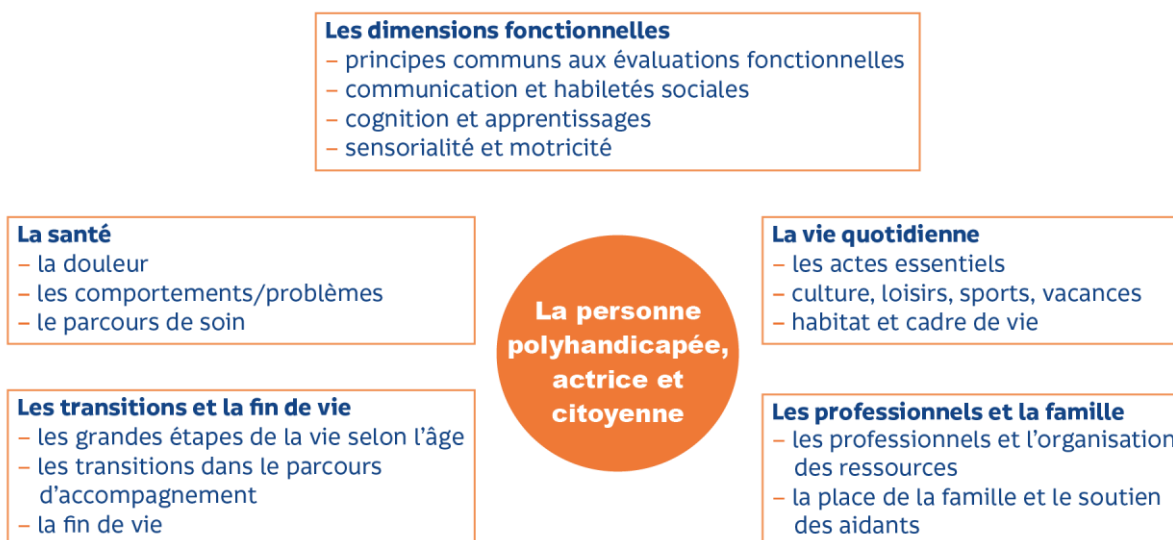 Les dimensions fonctionnelles
– principes communs aux évaluations fonctionnelles
– communication et habiletés sociales
– cognition et apprentissages
– sensorialité et motricité
La santé
– la douleur
– les comportements/problèmes
– le parcours de soin
La personne
polyhandicapée,
actrice et
citoyenne
La vie quotidienne
– les actes essentiels
– culture, loisirs, sports, vacances
– habitat et cadre de vie
Les transitions et la fin de vie
– les grandes étapes de la vie selon l’âge
– les transitions dans le parcours
d’accompagnement
– la fin de vie
Les professionnels et la famille
– les professionnels et l’organisation
des ressources
– la place de la famille et le soutien
des aidants